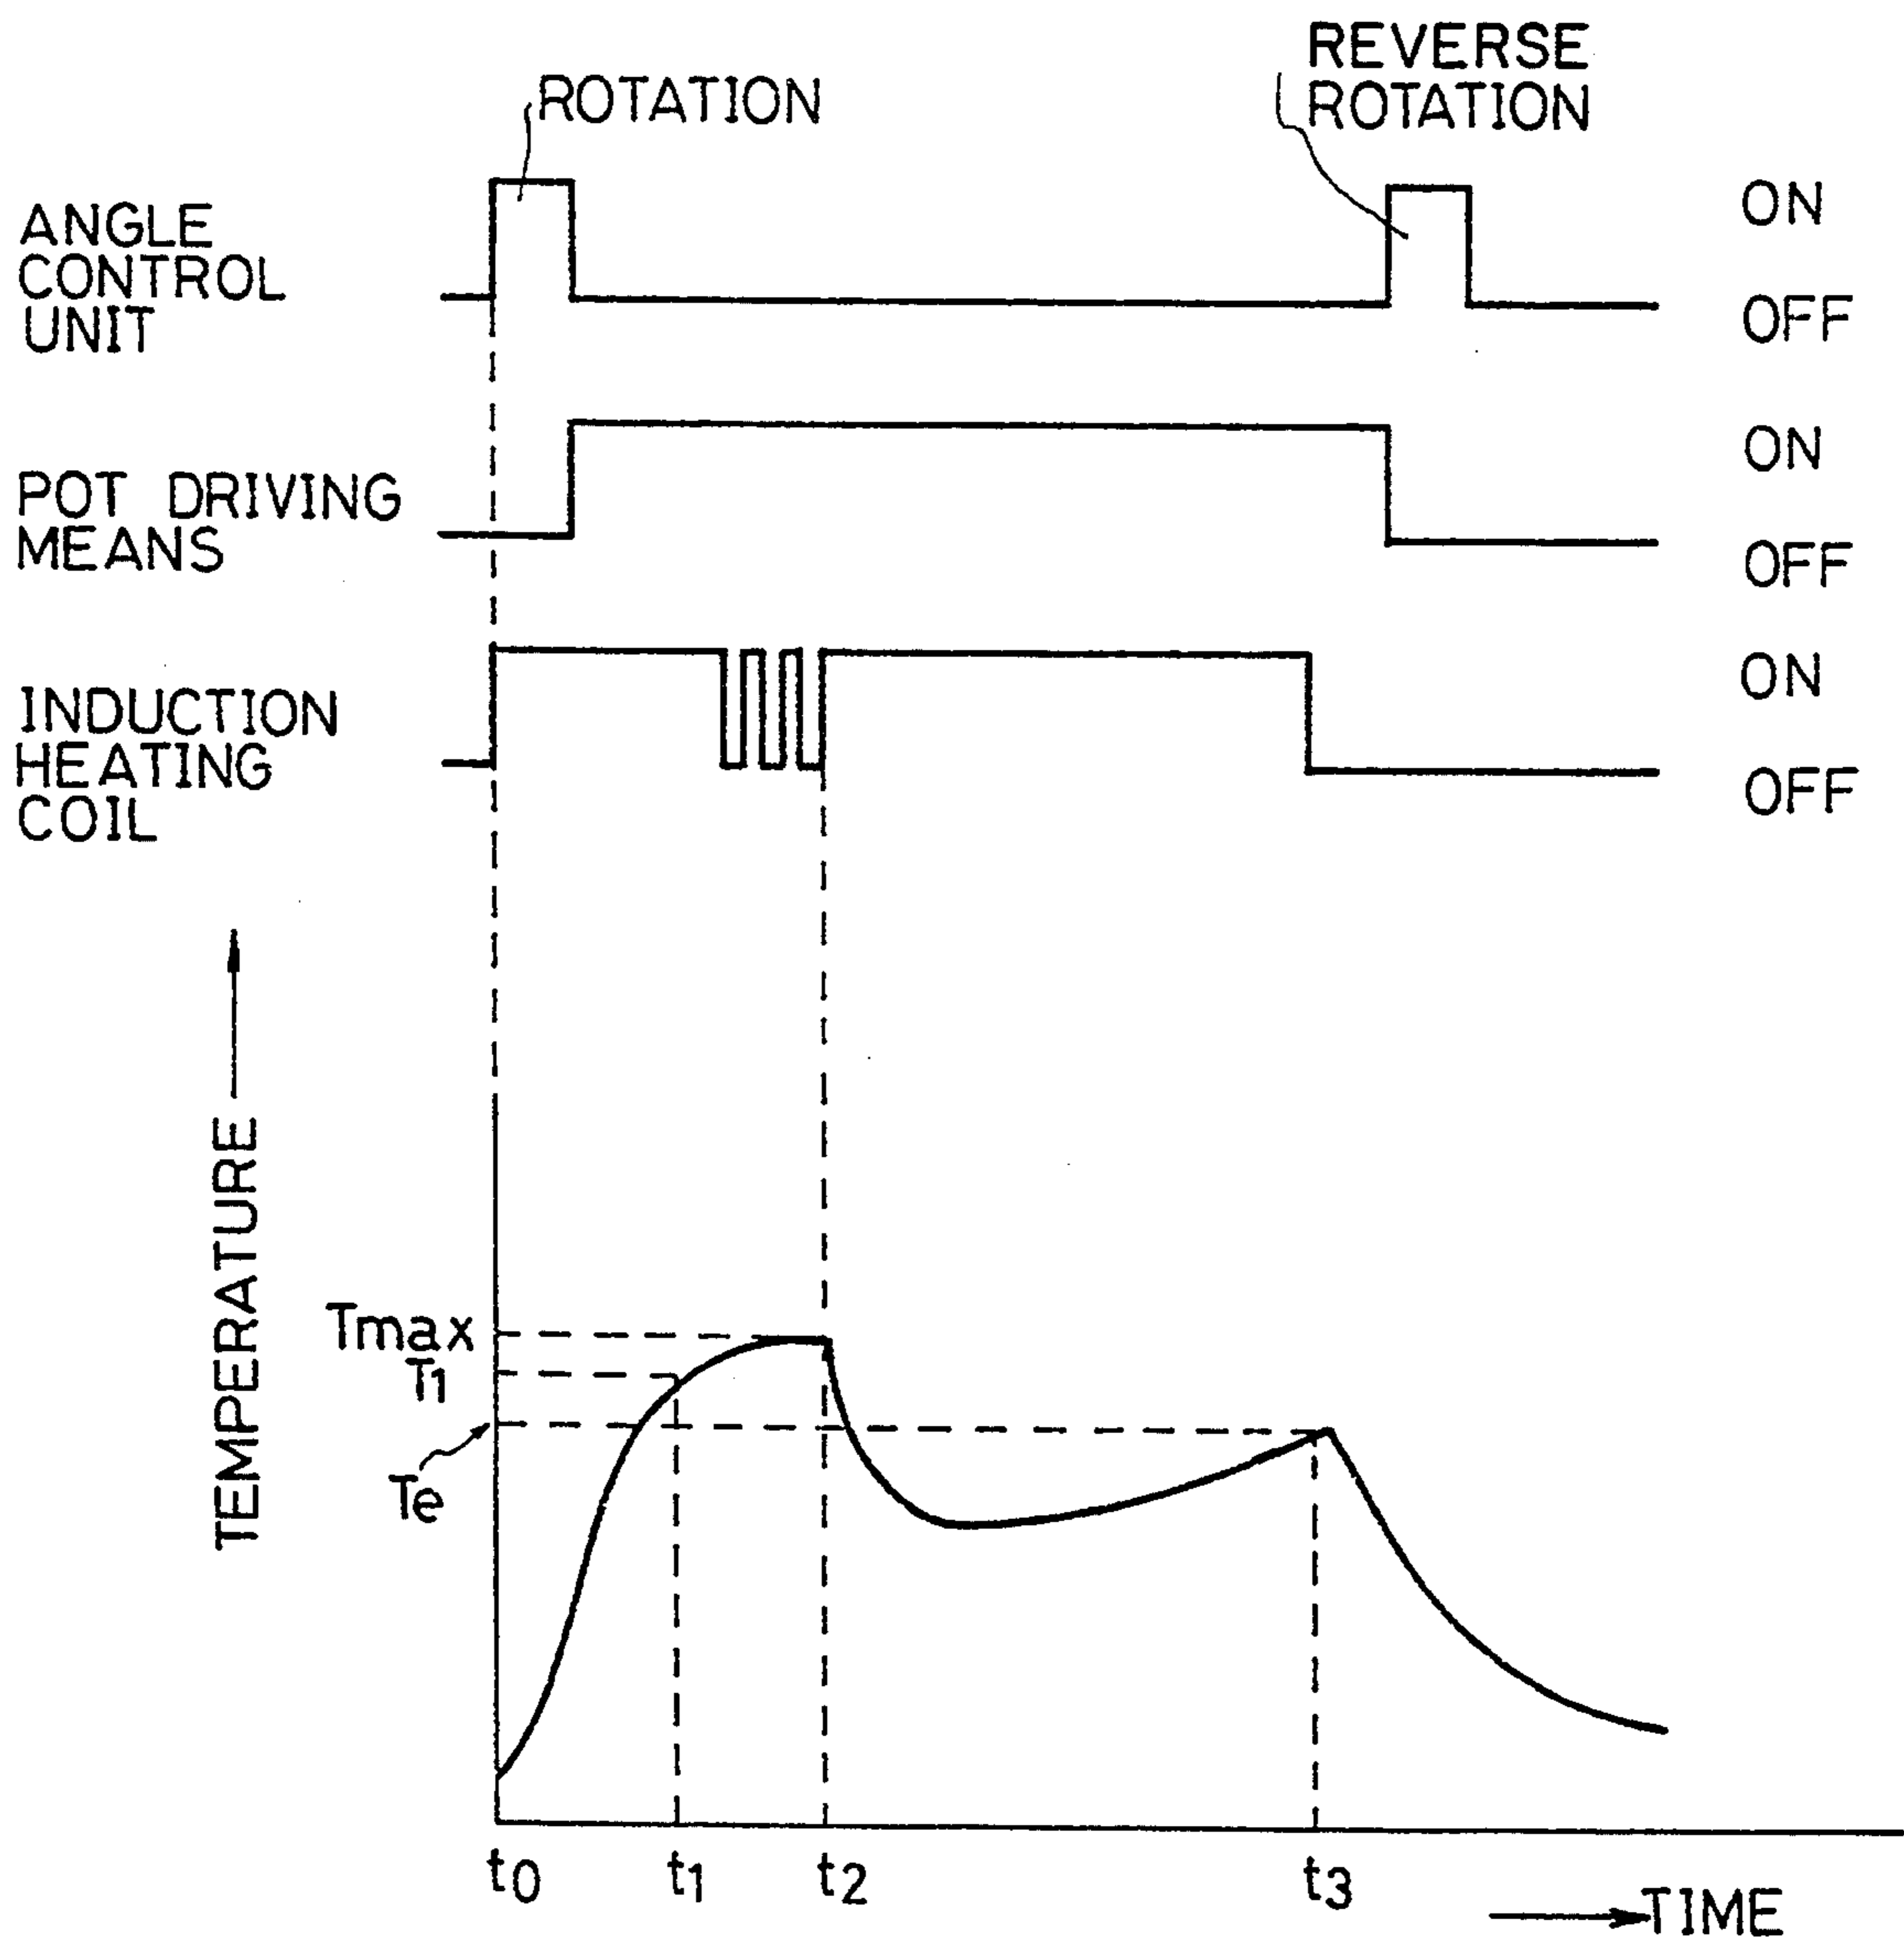 REVERSE
ROTATION
ROTATION
ANGLE
CONTROL
UNIT
ON
OFF
POT DRIVING
MEANS
ON
OFF
INDUCTION
HEATING
COIL
ON
OFF
TEMPERATURE
Tmax
T1
Te
t0
t1
t2
t3
TIME